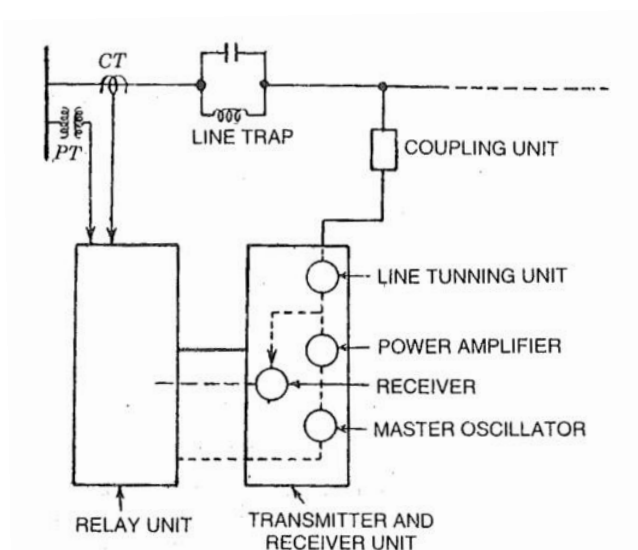 CT
LINE TRAP
PT
COUPLING UNIT
LINE TUNNING UNIT
POWER AMPLIFIER
RECEIVER
MASTER OSCILLATOR
RELAY UNIT
TRANSMITTER AND
RECEIVER UNIT